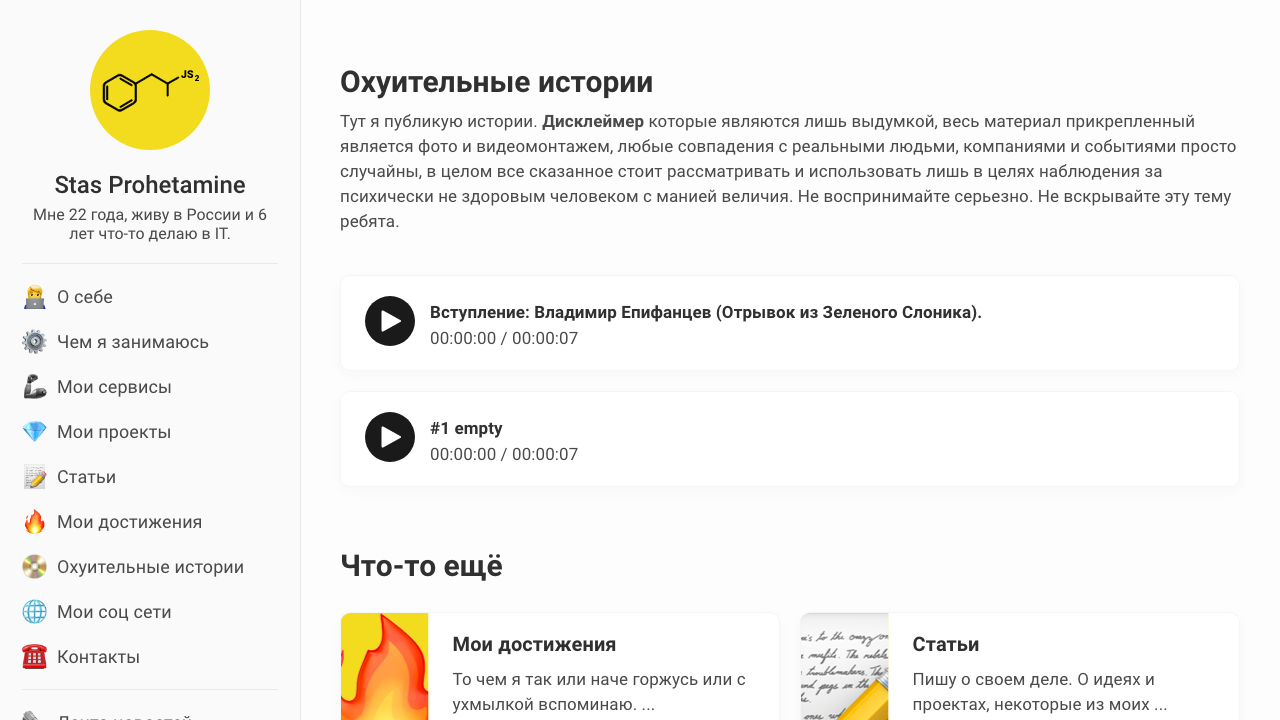 JS2
Stas Prohetamine
Мне 22 года, живу в России и 6
лет что-то делаю в IT.
О себе
Чем я занимаюсь
Мои сервисы
Мои проекты
Статьи
Мои достижения
Охуительные истории
Мои соц сети
Контакты
Охуительные истории
Тут я публикую истории. Дисклеймер которые являются лишь выдумкой, весь материал прикрепленный
является фото и видеомонтажем, любые совпадения с реальными людьми, компаниями и событиями просто
случайны, в целом все сказанное стоит рассматривать и использовать лишь в целях наблюдения за
психически не здоровым человеком с манией величия. Не воспринимайте серьезно. Не вскрывайте эту тему
ребята.
Вступление: Владимир Епифанцев (Отрывок из Зеленого Слоника).
00:00:00 / 00:00:07
#1 empty
00:00:00 / 00:00:07
Что-то ещё
Мои достижения
То чем я так или наче горжусь или с
ухмылкой вспоминаю. ...
Статьи
Пишу о своем деле. О идеях и
проектах, некоторые из моих ...